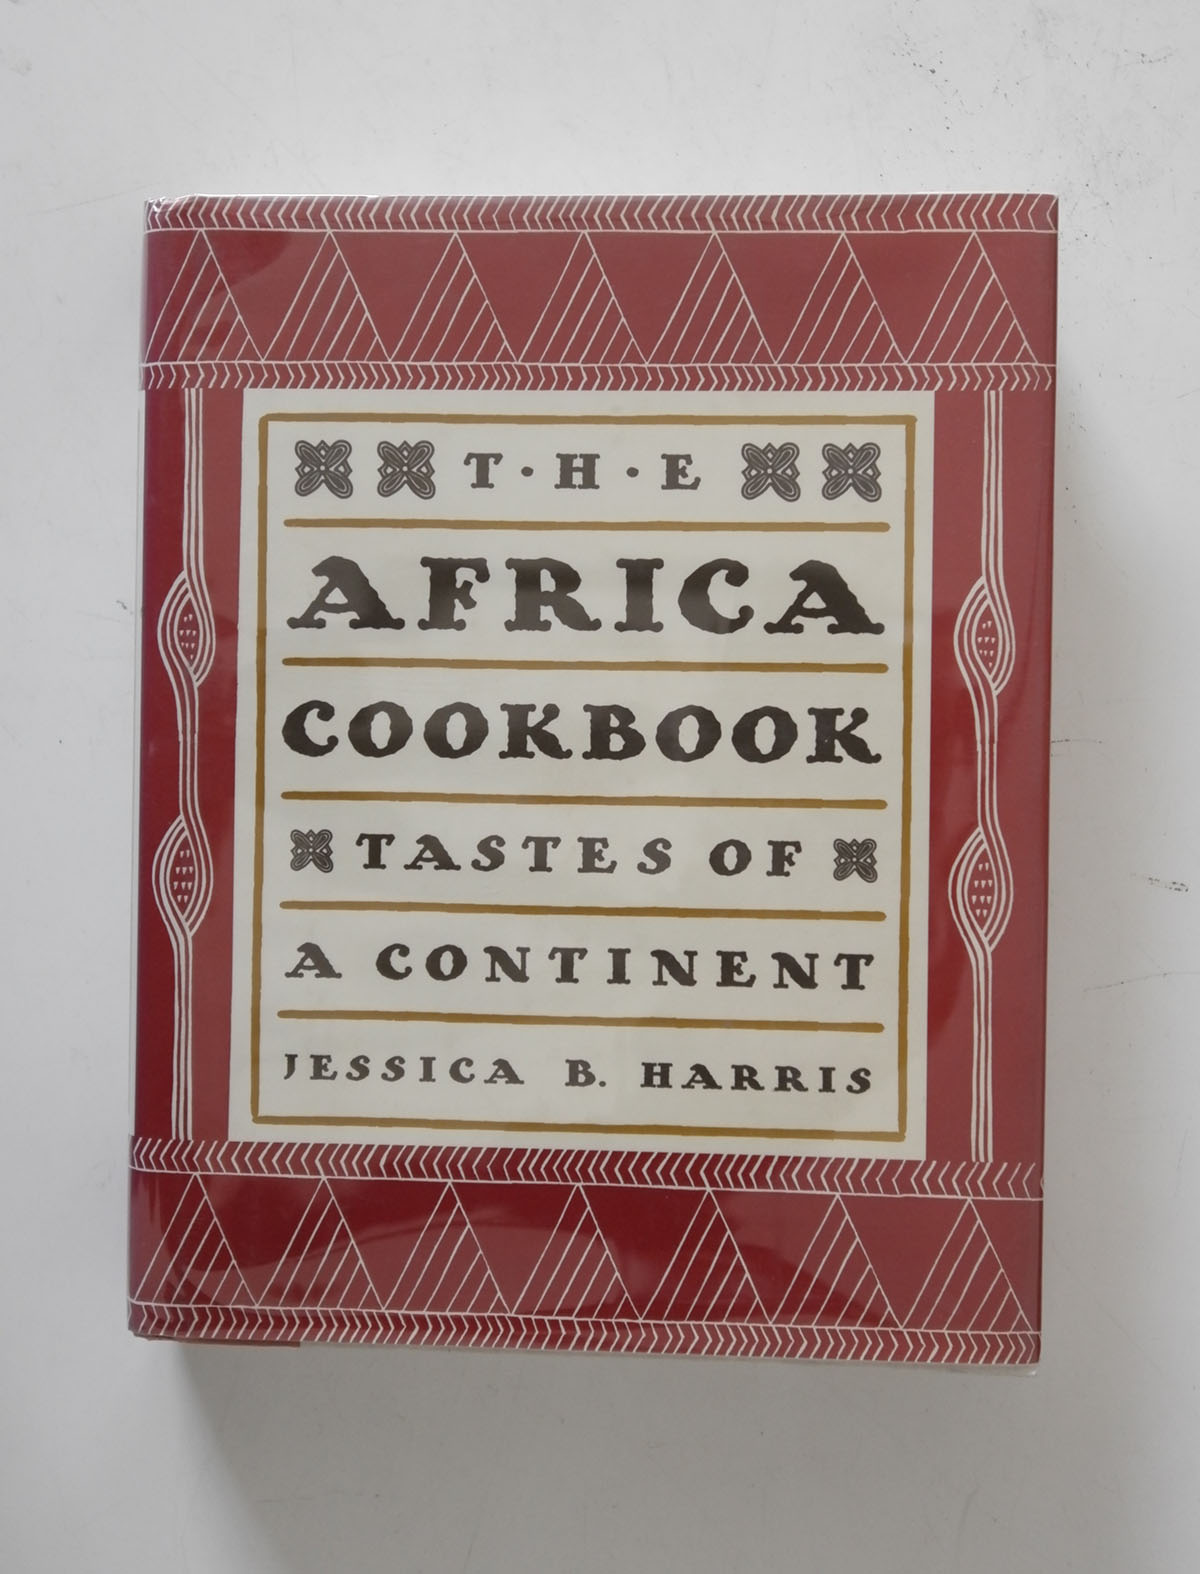 T·H·E
AFRICA
COOKBOOK
TASTES OF
A CONTINENT
JESSICA B. HARRIS